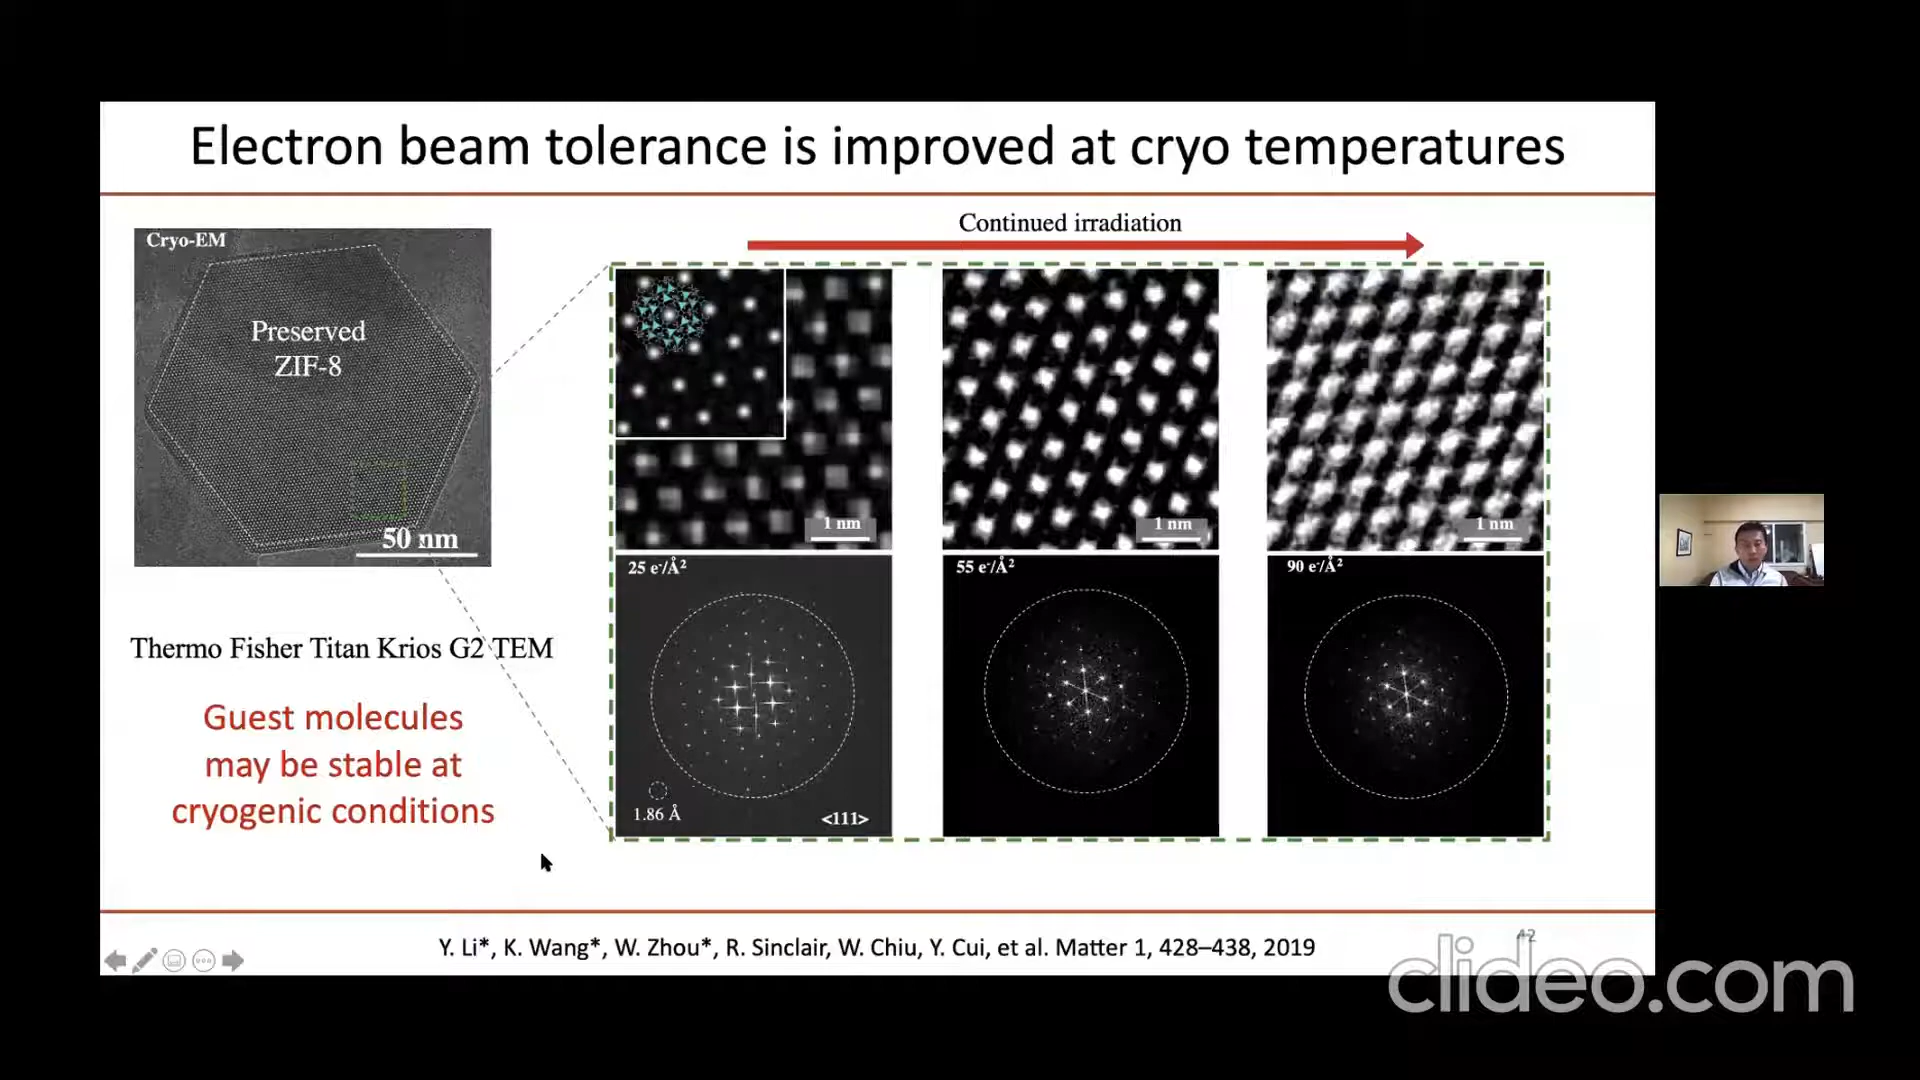 Electron beam tolerance is improved at cryo temperatures
Continued irradiation
Cryo-EM
Preserved
ZIF-8
50 nm
1 nm
1 nm
1 nm
25 e⁻/Å²
55 e⁻/Å²
90 e⁻/Å²
1.86 Å
<111>
Thermo Fisher Titan Krios G2 TEM
Guest molecules
may be stable at
cryogenic conditions
Y. Li*, K. Wang*, W. Zhou*, R. Sinclair, W. Chiu, Y. Cui, et al. Matter 1, 428–438, 2019
42
clideo.com